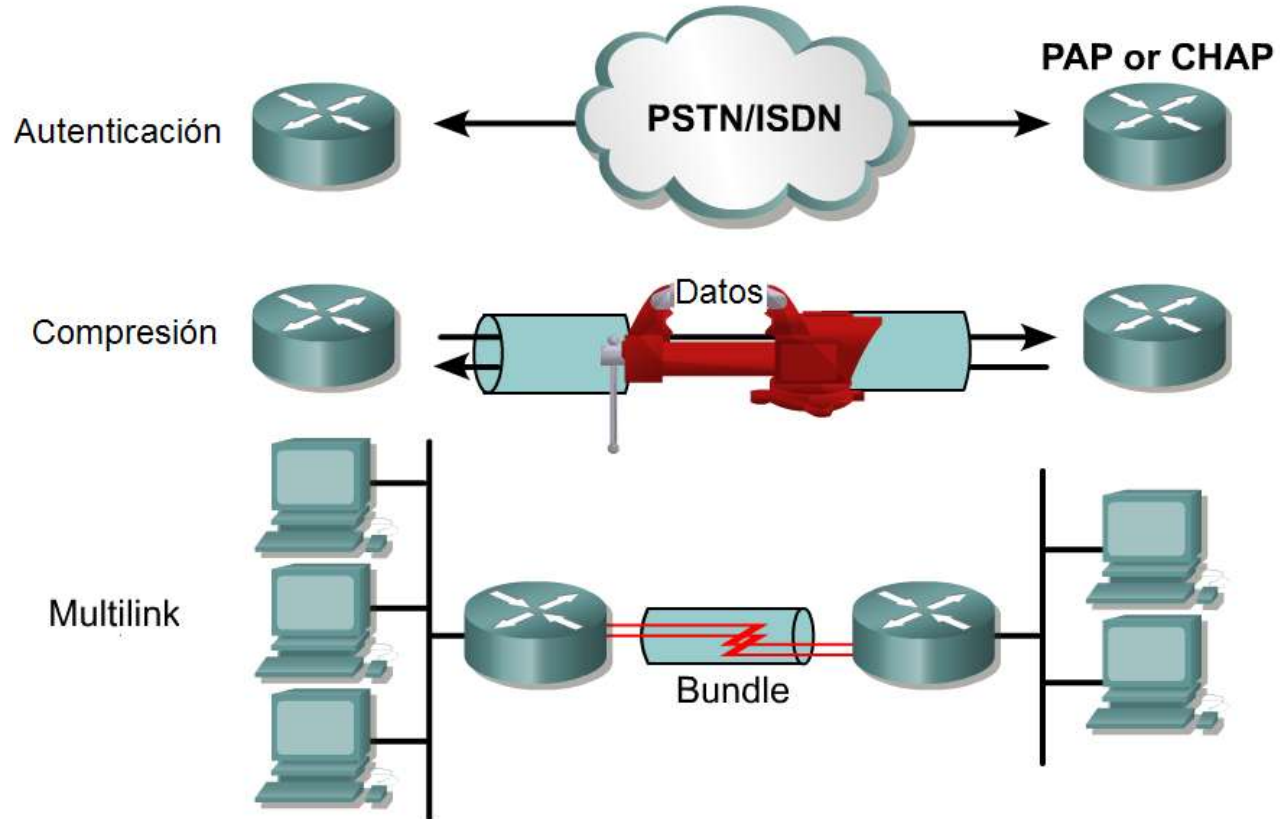 PAP or CHAP
Autenticación
PSTN/ISDN
Datos
Compresión
Multilink
Bundle